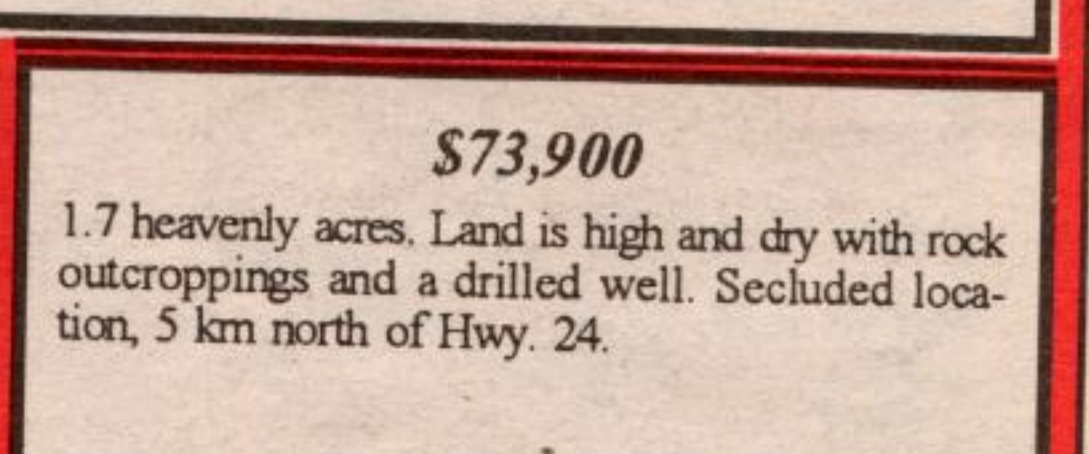 $73,900
1.7 heavenly acres. Land is high and dry with rock
outcroppings and a drilled well. Secluded loca-
tion, 5 km north of Hwy. 24.